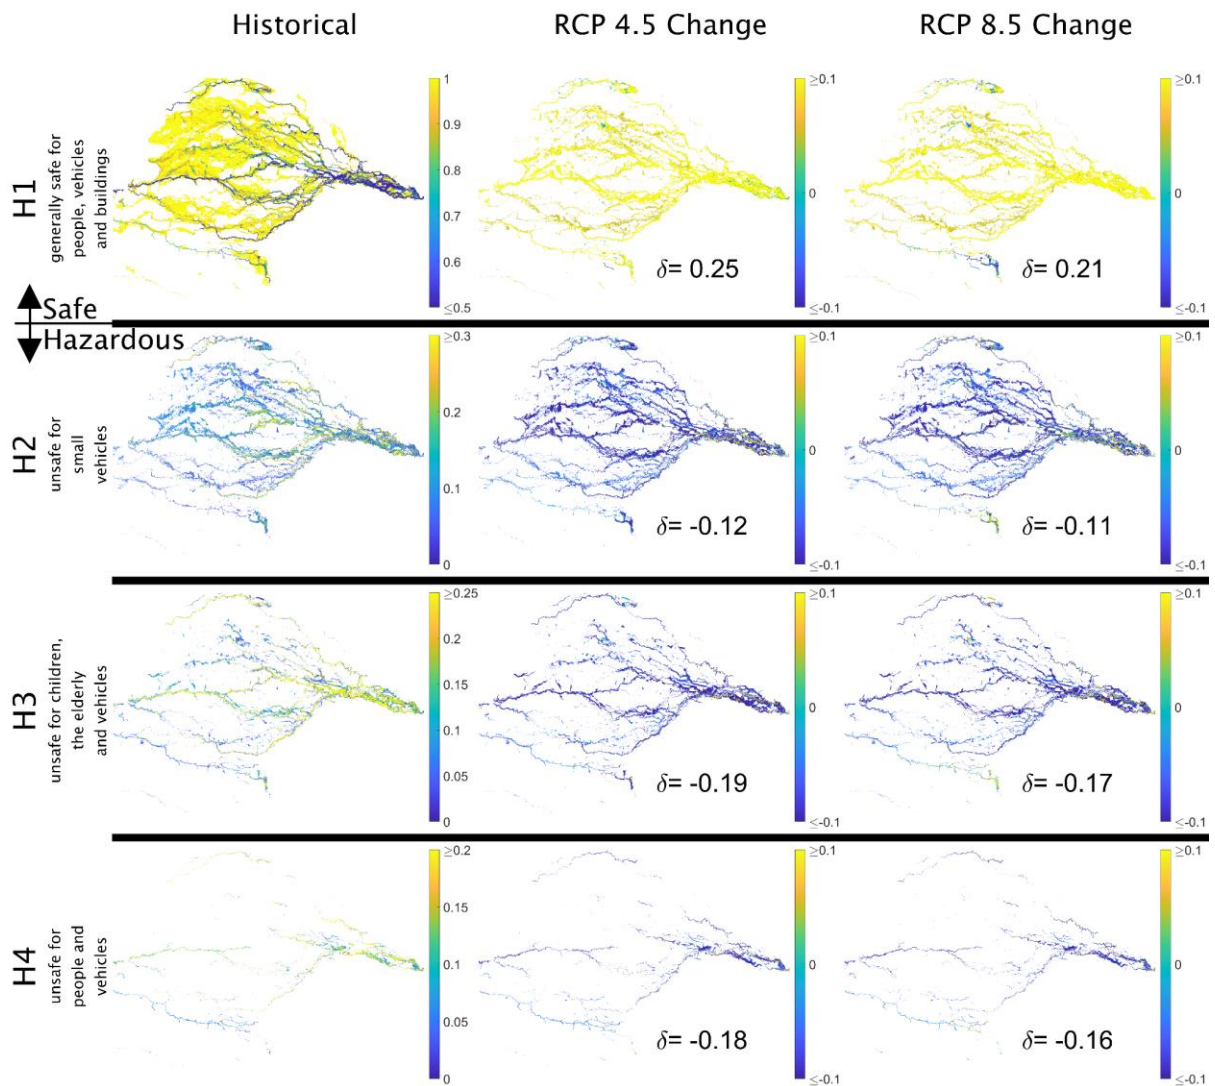 Historical
RCP 4.5 Change
RCP 8.5 Change
H1
generally safe for
people, vehicles
and buildings
1
0.9
0.8
0.7
0.6
≤0.5
≥0.1
0
≤-0.1
δ= 0.25
≥0.1
0
≤-0.1
δ= 0.21
Safe
Hazardous
H2
unsafe for
small
vehicles
≥0.3
0.2
0.1
0
≥0.1
0
≤-0.1
δ= -0.12
≥0.1
0
≤-0.1
δ= -0.11
H3
unsafe for children,
the elderly
and vehicles
≥0.25
0.2
0.15
0.1
0.05
0
≥0.1
0
≤-0.1
δ= -0.19
≥0.1
0
≤-0.1
δ= -0.17
H4
unsafe for
people and
vehicles
≥0.2
0.15
0.1
0.05
0
≥0.1
0
≤-0.1
δ= -0.18
≥0.1
0
≤-0.1
δ= -0.16